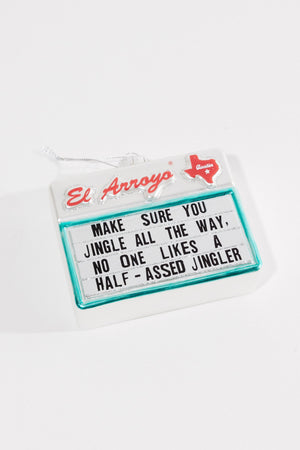 El Arroyo®
Austin
MAKE SURE YOU
JINGLE ALL THE WAY,
NO ONE LIKES A
HALF-ASSED JINGLER